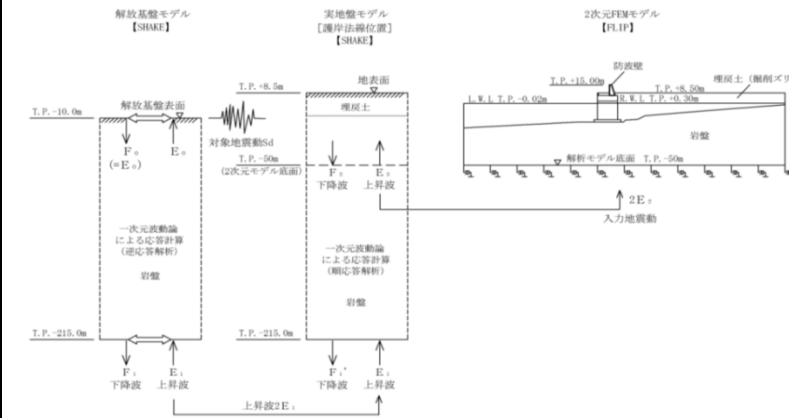 解放基盤モデル
【SHAKE】
T.P.-10.0m
解放基盤表面
F₀
(=E₀)
E₀
対象地震動Sd
一次元波動論
による応答計算
(逆応答解析)
岩盤
T.P.-215.0m
F₁
下降波
E₁
上昇波
上昇波2E₁
実地盤モデル
[護岸法線位置]
【SHAKE】
T.P.+8.5m
地表面
埋戻土
T.P.-50m
(2次元モデル底面)
F₂
下降波
E₂
上昇波
一次元波動論
による応答計算
(順応答解析)
岩盤
T.P.-215.0m
F₁'
下降波
E₁
上昇波
2次元FEMモデル
【FLIP】
防波壁
T.P.+15.00m
T.P.+8.50m
埋戻土(掘削ズリ
L.W.L T.P.-0.02m
R.W.L T.P.+0.30m
岩盤
解析モデル底面 T.P.-50m
2E₂
入力地震動